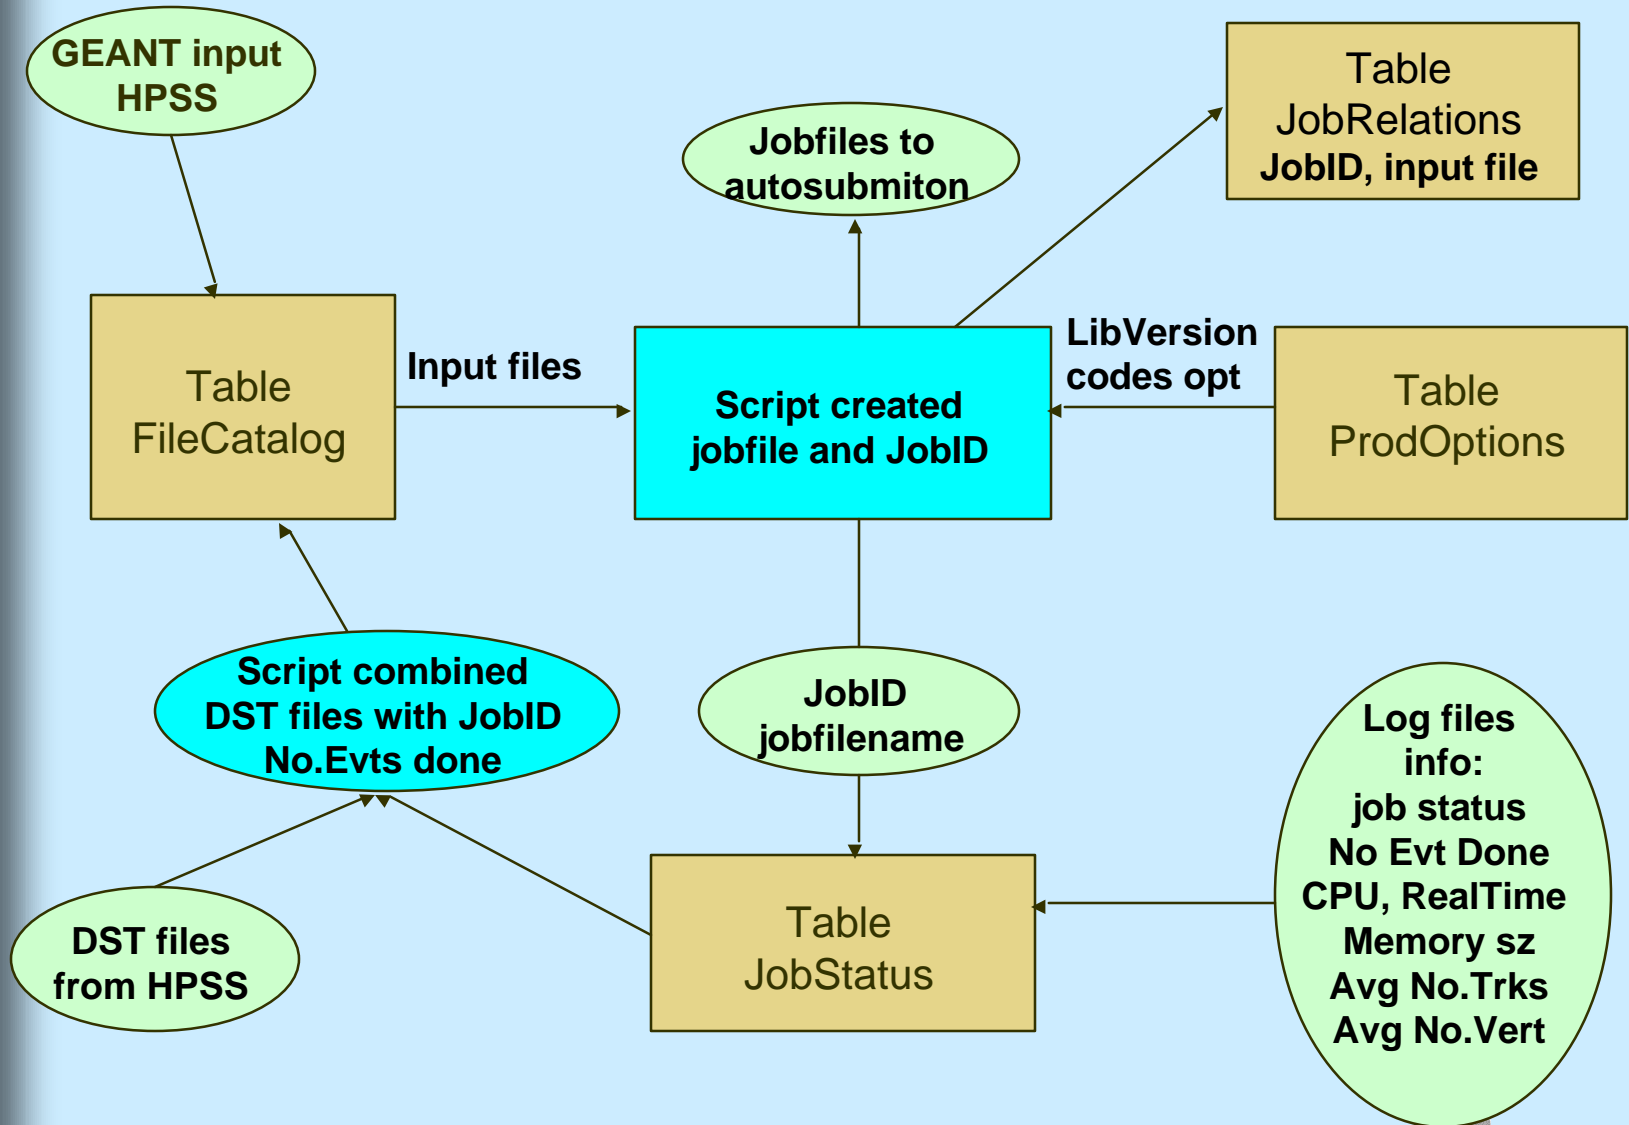 GEANT input
HPSS
Jobfiles to
autosubmiton
Table
JobRelations
JobID, input file
Table
FileCatalog
Input files
Script created
jobfile and JobID
LibVersion
codes opt
Table
ProdOptions
Script combined
DST files with JobID
No.Evts done
JobID
jobfilename
Log files
info:
job status
No Evt Done
CPU, RealTime
Memory sz
Avg No.Trks
Avg No.Vert
DST files
from HPSS
Table
JobStatus